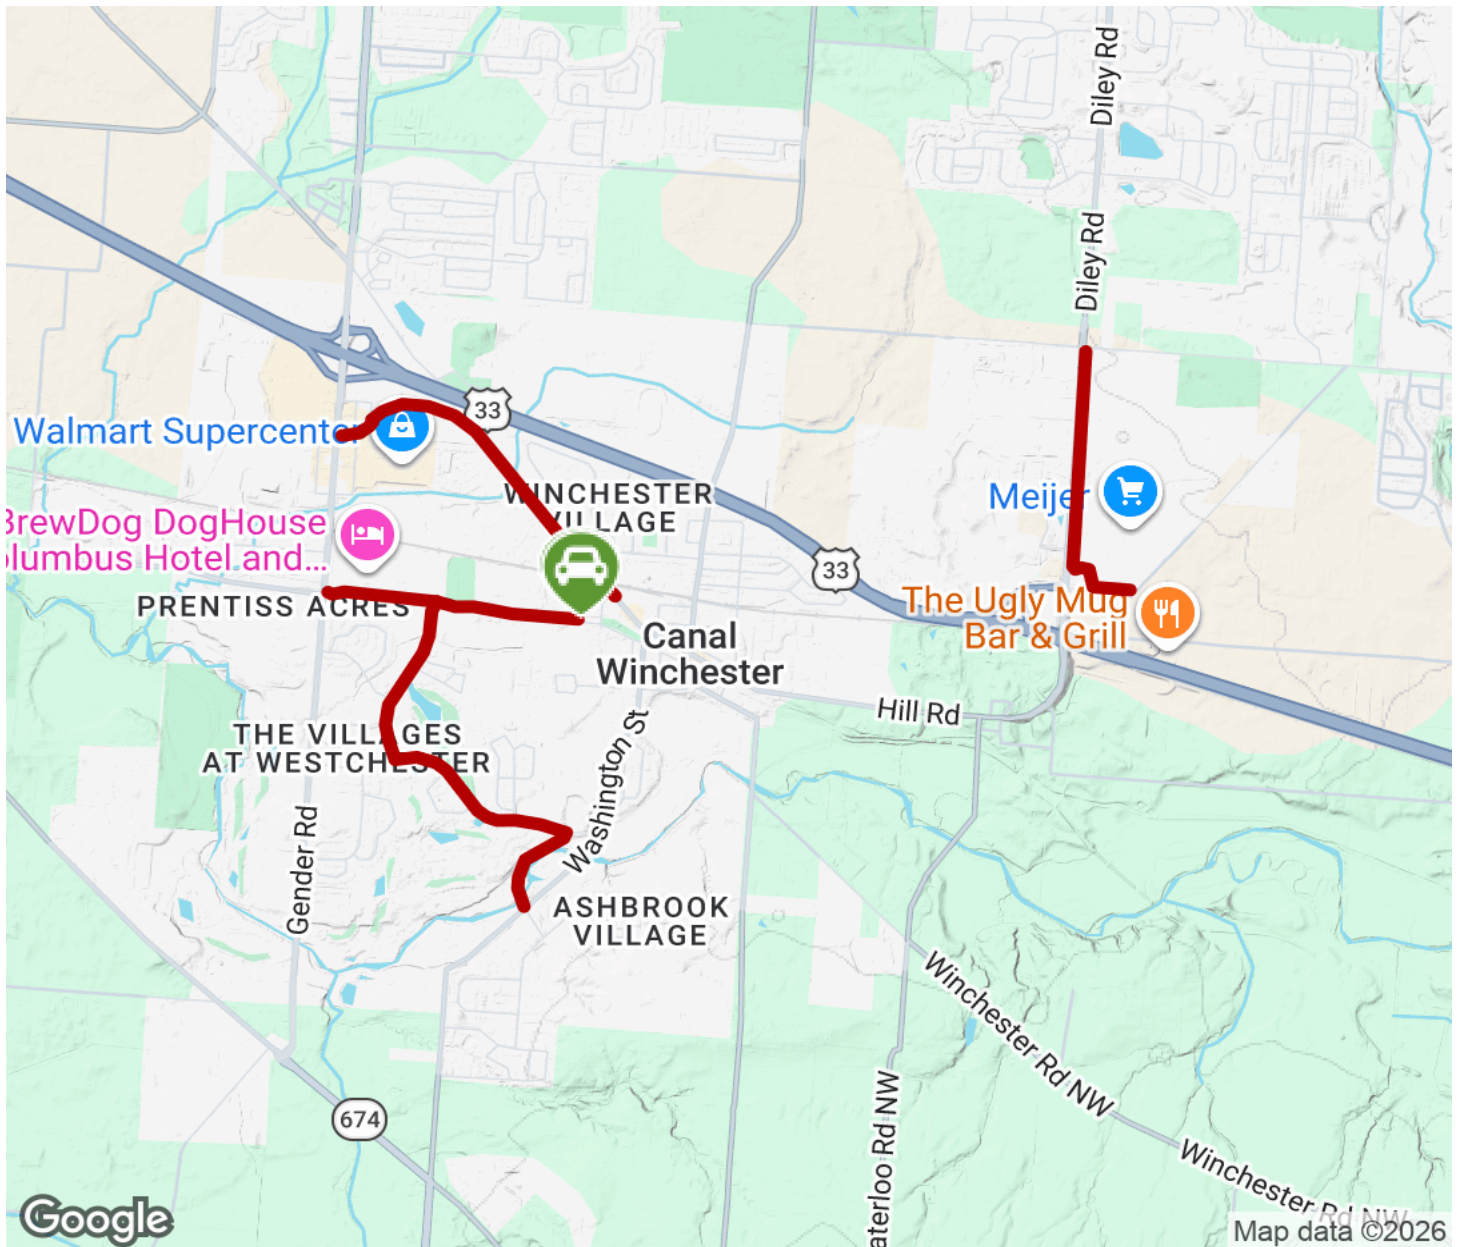 Diley Rd
Diley Rd
33
Walmart Supercenter
WINCHESTER
VILLAGE
Meijer
BrewDog DogHouse
olumbus Hotel and...
33
PRENTISS ACRES
The Ugly Mug
Bar & Grill
Canal
Winchester
Hill Rd
THE VILLAGES
AT WESTCHESTER
Washington St
Gender Rd
ASHBROOK
VILLAGE
Winchester Rd NW
aterloo Rd NW
674
Winchester Rd NW
Google
Map data ©2026